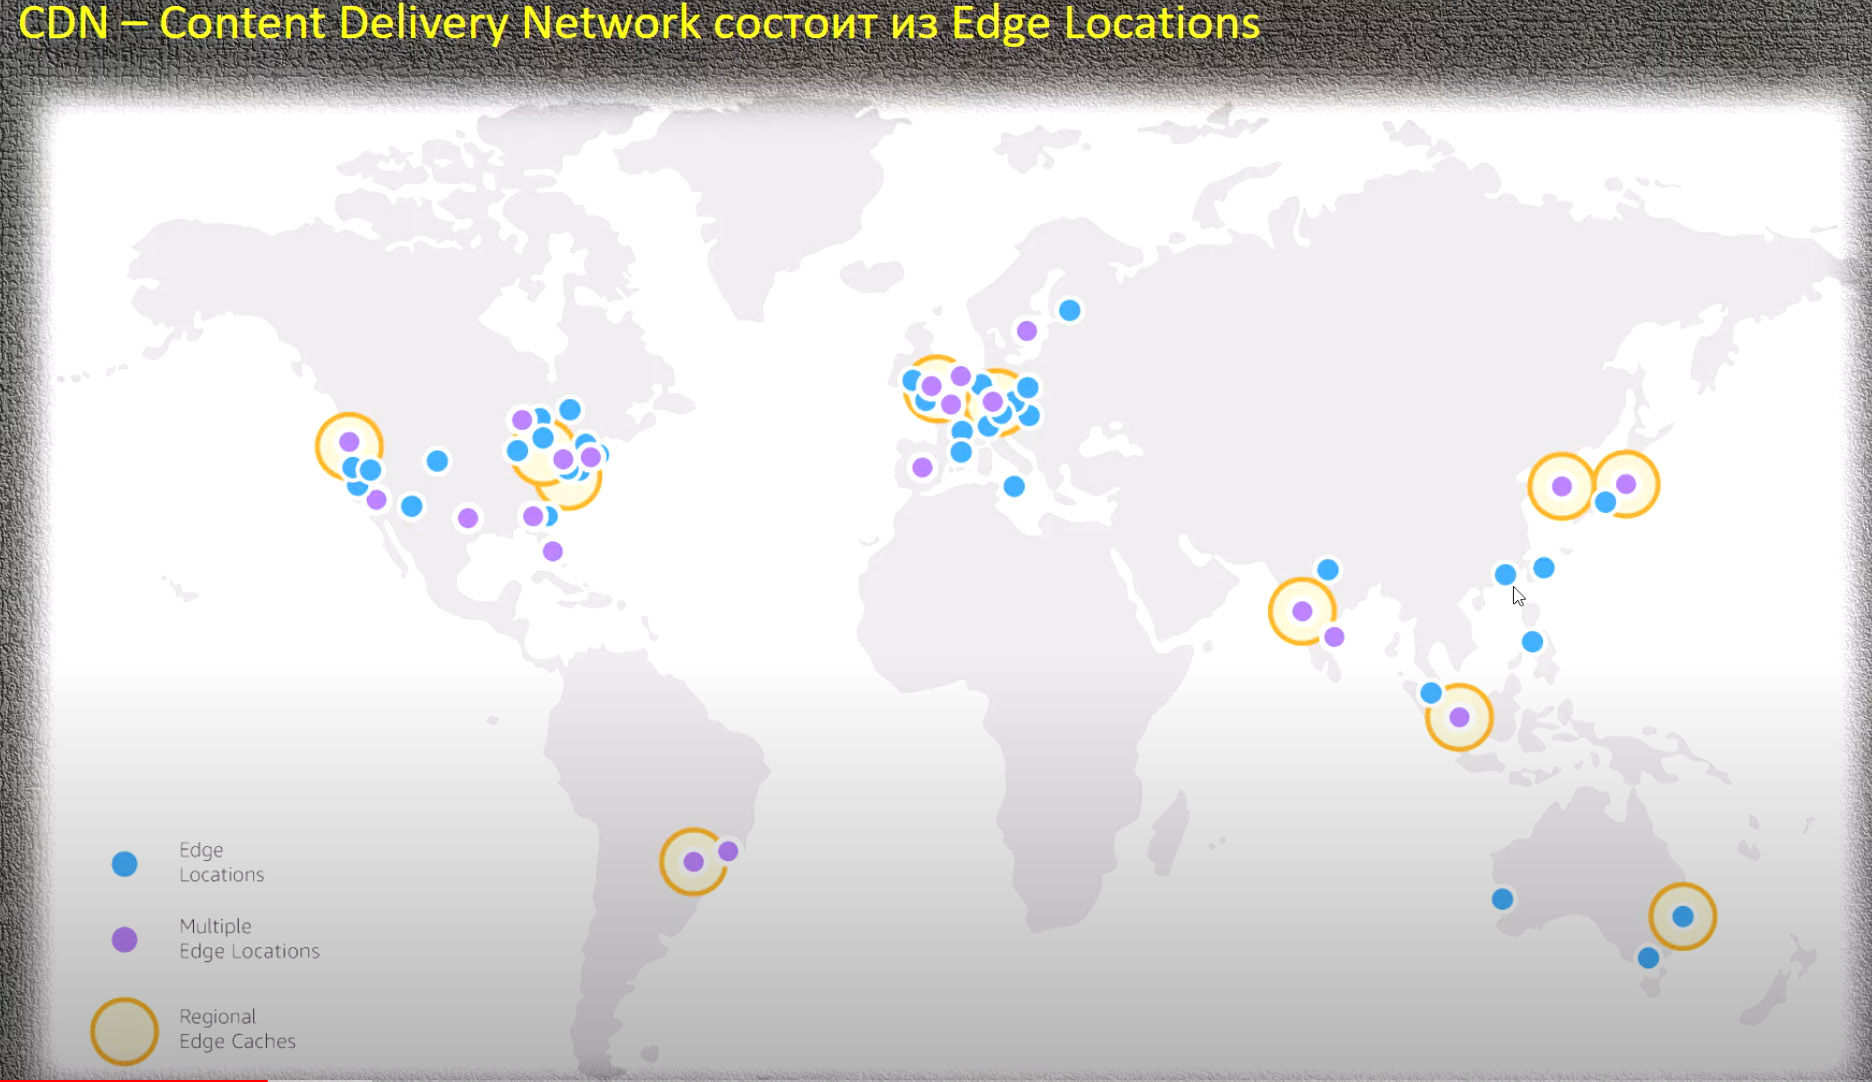 CDN – Content Delivery Network состоит из Edge Locations
Edge
Locations
Multiple
Edge Locations
Regional
Edge Caches